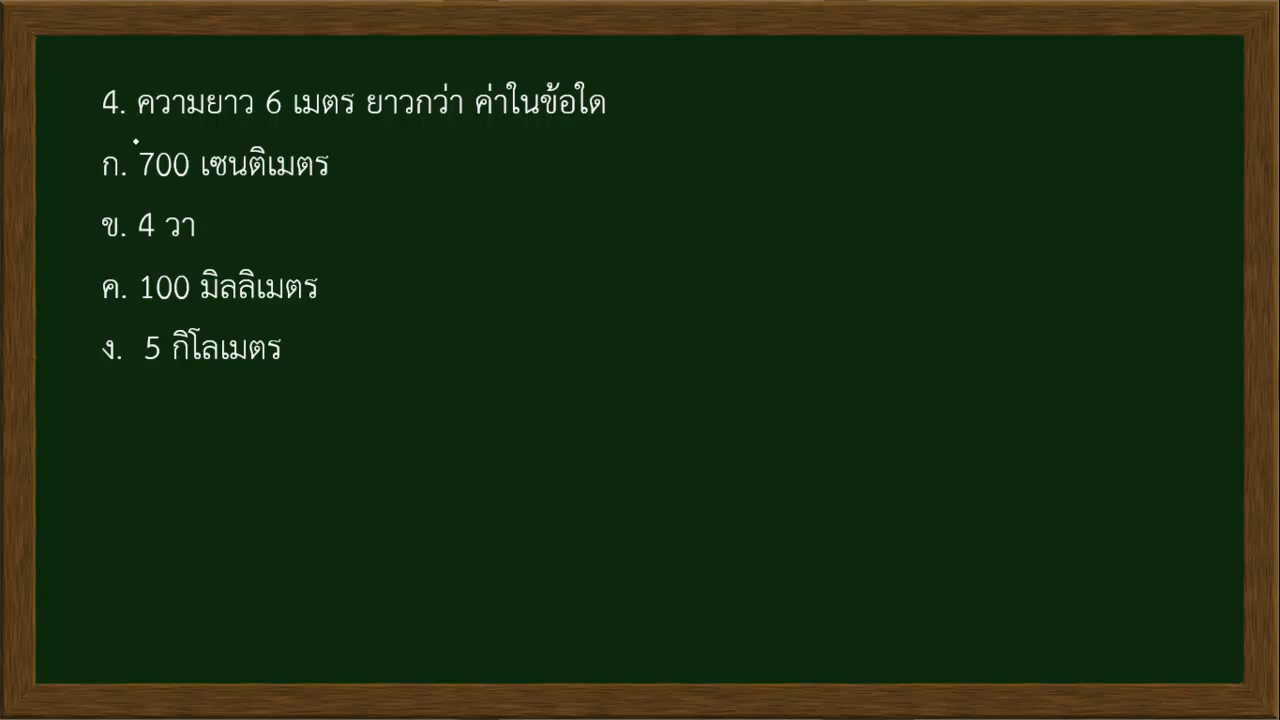 4. ความยาว 6 เมตร ยาวกว่า ค่าในข้อใด
ก. 700 เซนติเมตร
ข. 4 วา
ค. 100 มิลลิเมตร
ง. 5 กิโลเมตร